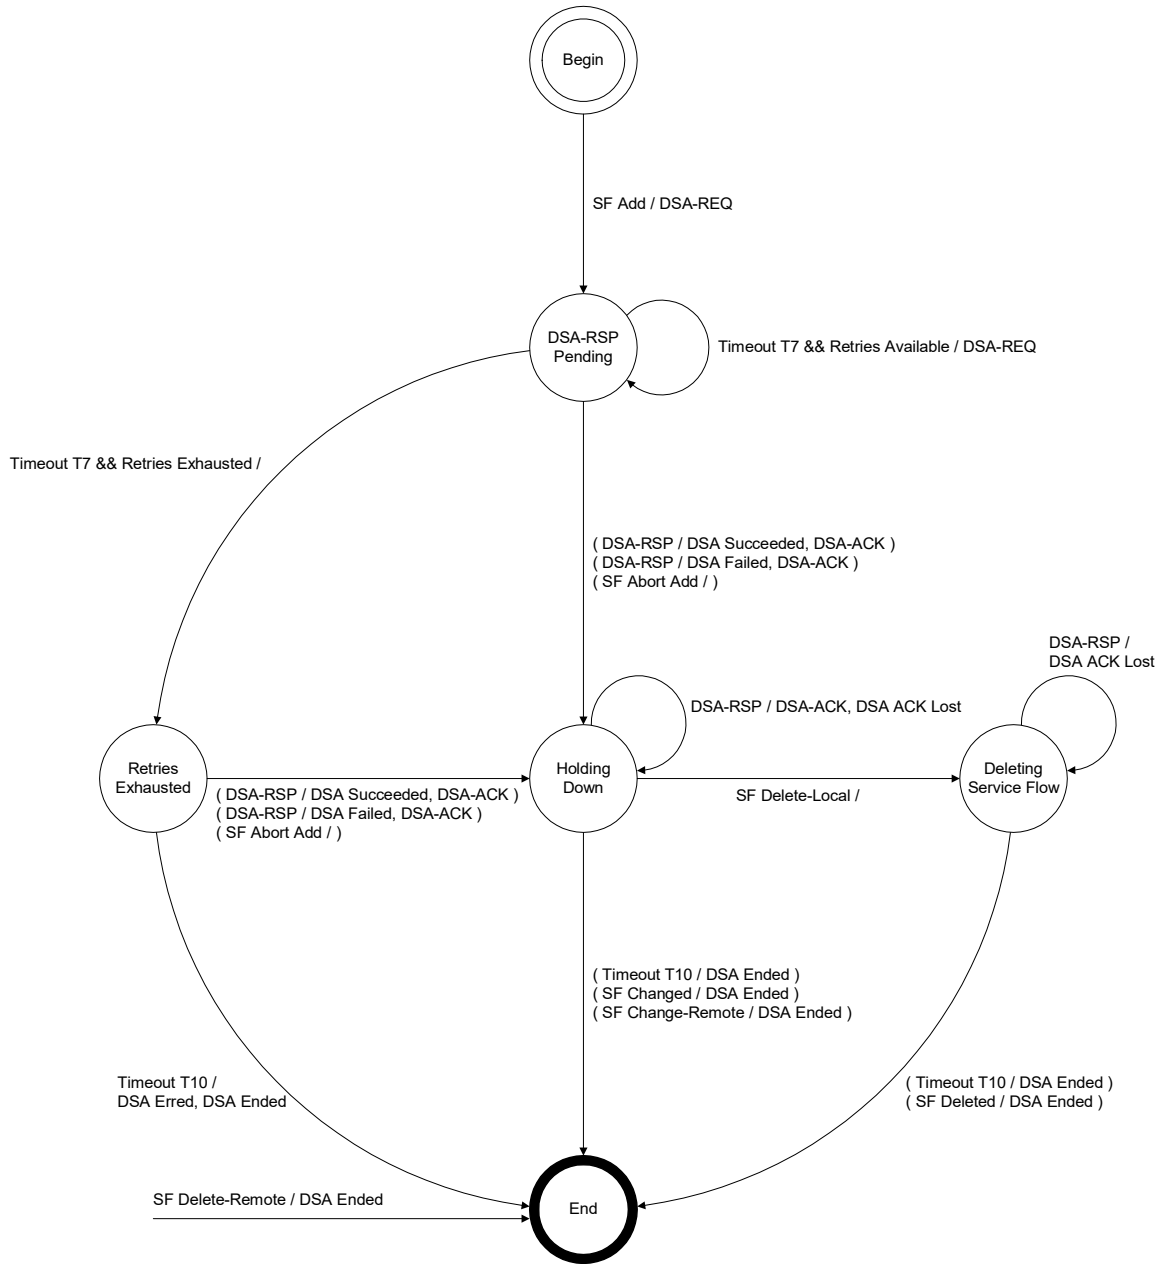 Begin
SF Add / DSA-REQ
DSA-RSP
Pending
Timeout T7 && Retries Available / DSA-REQ
Timeout T7 && Retries Exhausted /
( DSA-RSP / DSA Succeeded, DSA-ACK )
( DSA-RSP / DSA Failed, DSA-ACK )
( SF Abort Add / )
DSA-RSP /
DSA ACK Lost
DSA-RSP / DSA-ACK, DSA ACK Lost
Retries
Exhausted
Holding
Down
Deleting
Service Flow
( DSA-RSP / DSA Succeeded, DSA-ACK )
( DSA-RSP / DSA Failed, DSA-ACK )
( SF Abort Add / )
SF Delete-Local /
( Timeout T10 / DSA Ended )
( SF Changed / DSA Ended )
( SF Change-Remote / DSA Ended )
Timeout T10 /
DSA Erred, DSA Ended
( Timeout T10 / DSA Ended )
( SF Deleted / DSA Ended )
SF Delete-Remote / DSA Ended
End